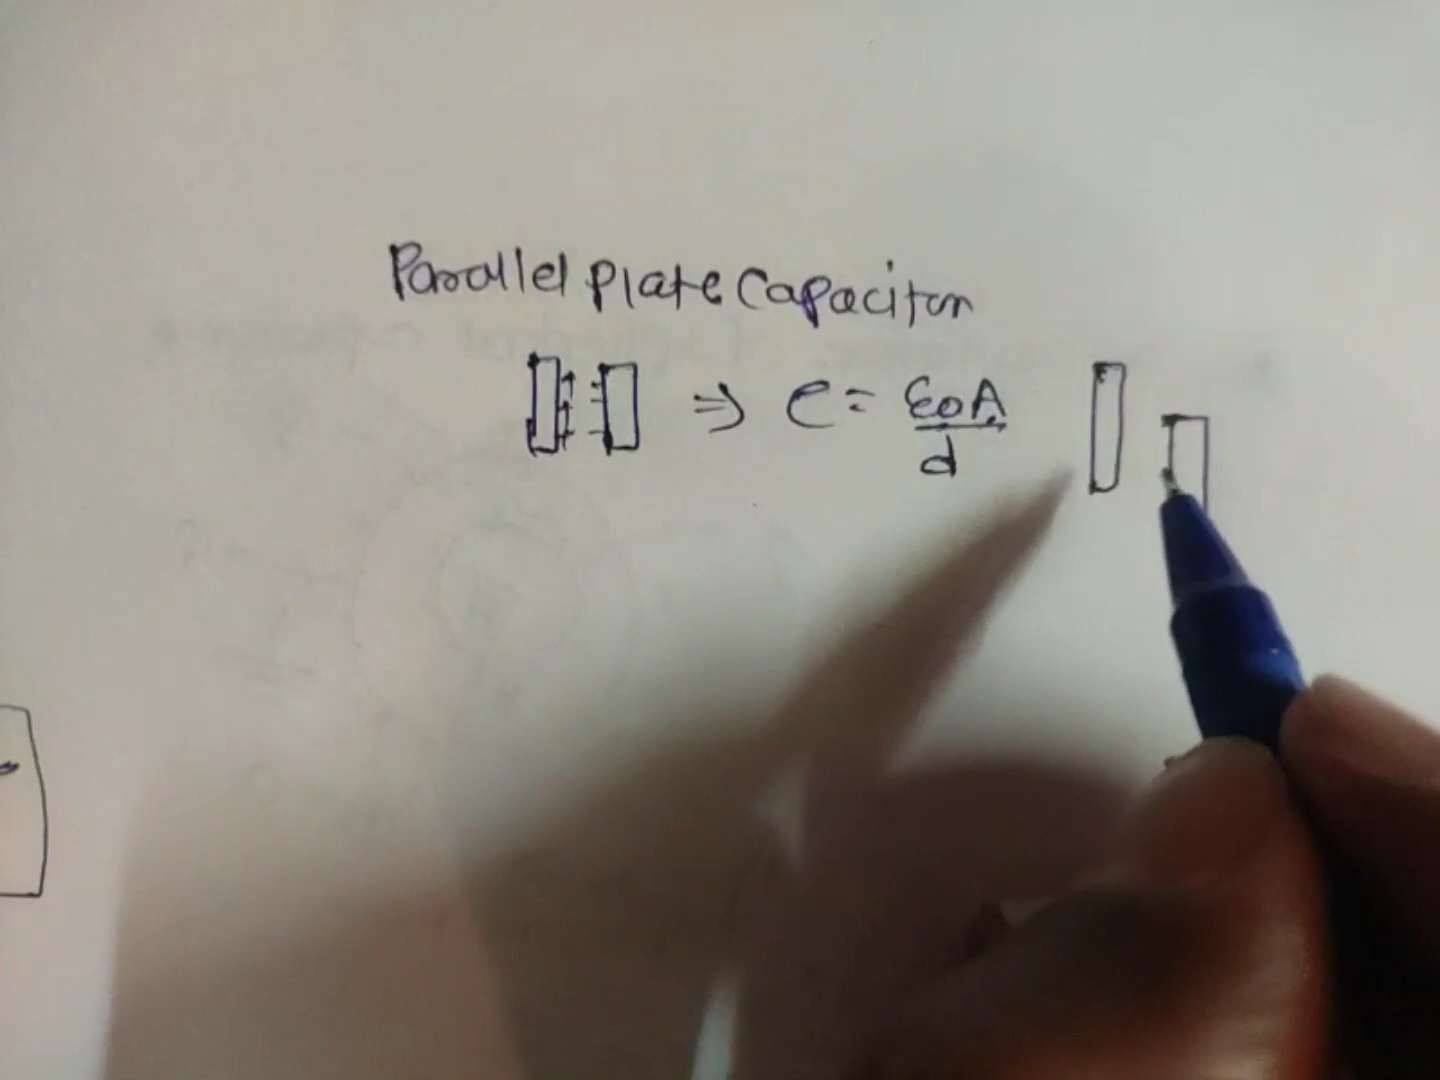 Parallel Plate Capacitor
⇒ C = ε0A/d